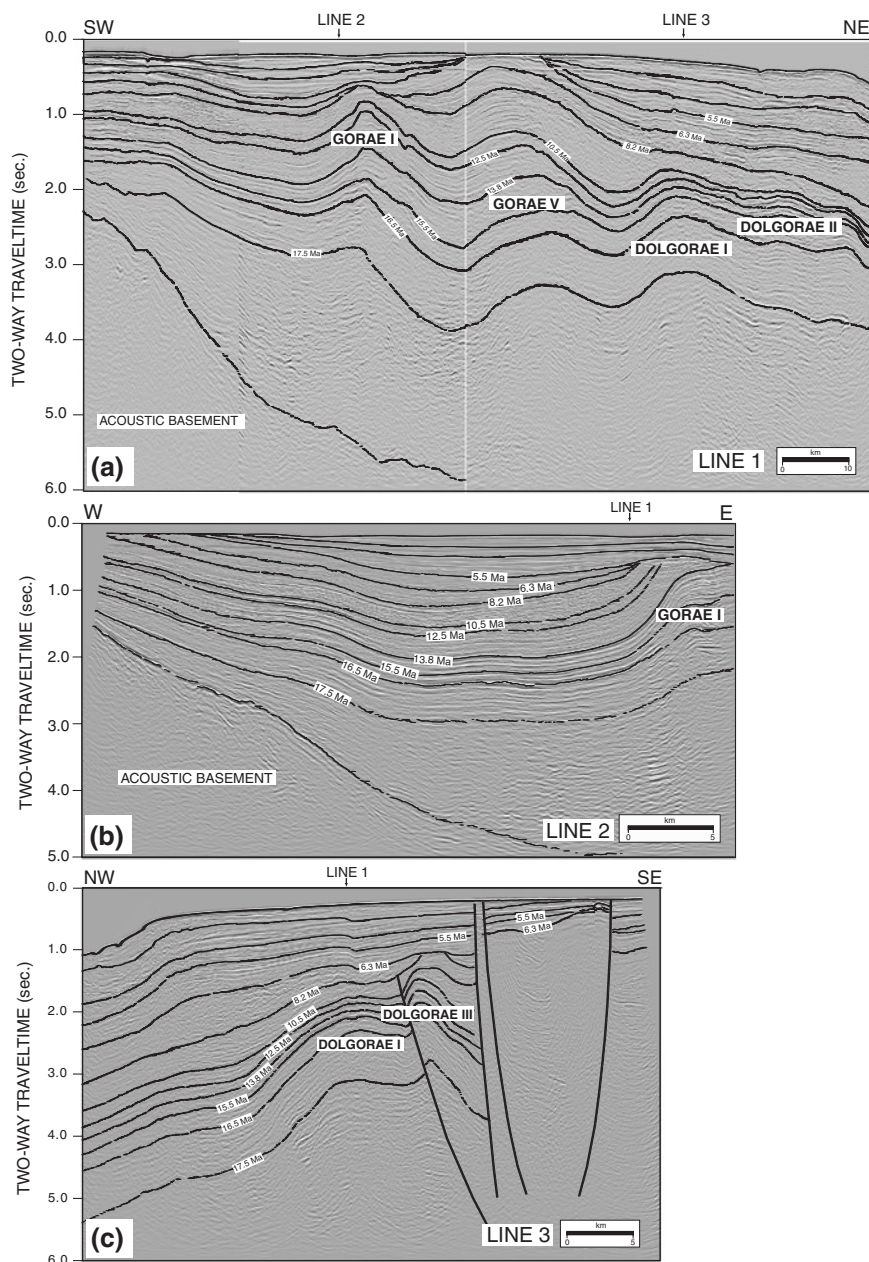 LINE 2 LINE 3
SW NE
0.0
1.0
2.0
3.0
4.0
5.0
6.0
TWO-WAY TRAVELTIME (sec.)
5.5 Ma
6.3 Ma
8.2 Ma
GORAE I
10.5 Ma
12.5 Ma
13.8 Ma
GORAE V
15.5 Ma
16.5 Ma
DOLGORAE II
DOLGORAE I
17.5 Ma
ACOUSTIC BASEMENT
(a)
LINE 1
km
0 10
W LINE 1 E
0.0
1.0
2.0
3.0
4.0
5.0
TWO-WAY TRAVELTIME (sec.)
5.5 Ma
6.3 Ma
8.2 Ma
10.5 Ma
12.5 Ma
GORAE I
13.8 Ma
15.5 Ma
16.5 Ma
17.5 Ma
ACOUSTIC BASEMENT
(b)
LINE 2
km
0 5
NW LINE 1 SE
0.0
1.0
2.0
3.0
4.0
5.0
6.0
TWO-WAY TRAVELTIME (sec.)
5.5 Ma
6.3 Ma
5.5 Ma
6.3 Ma
8.2 Ma
10.5 Ma
12.5 Ma
13.8 Ma
DOLGORAE III
DOLGORAE I
15.5 Ma
16.5 Ma
17.5 Ma
(c)
LINE 3
km
0 5